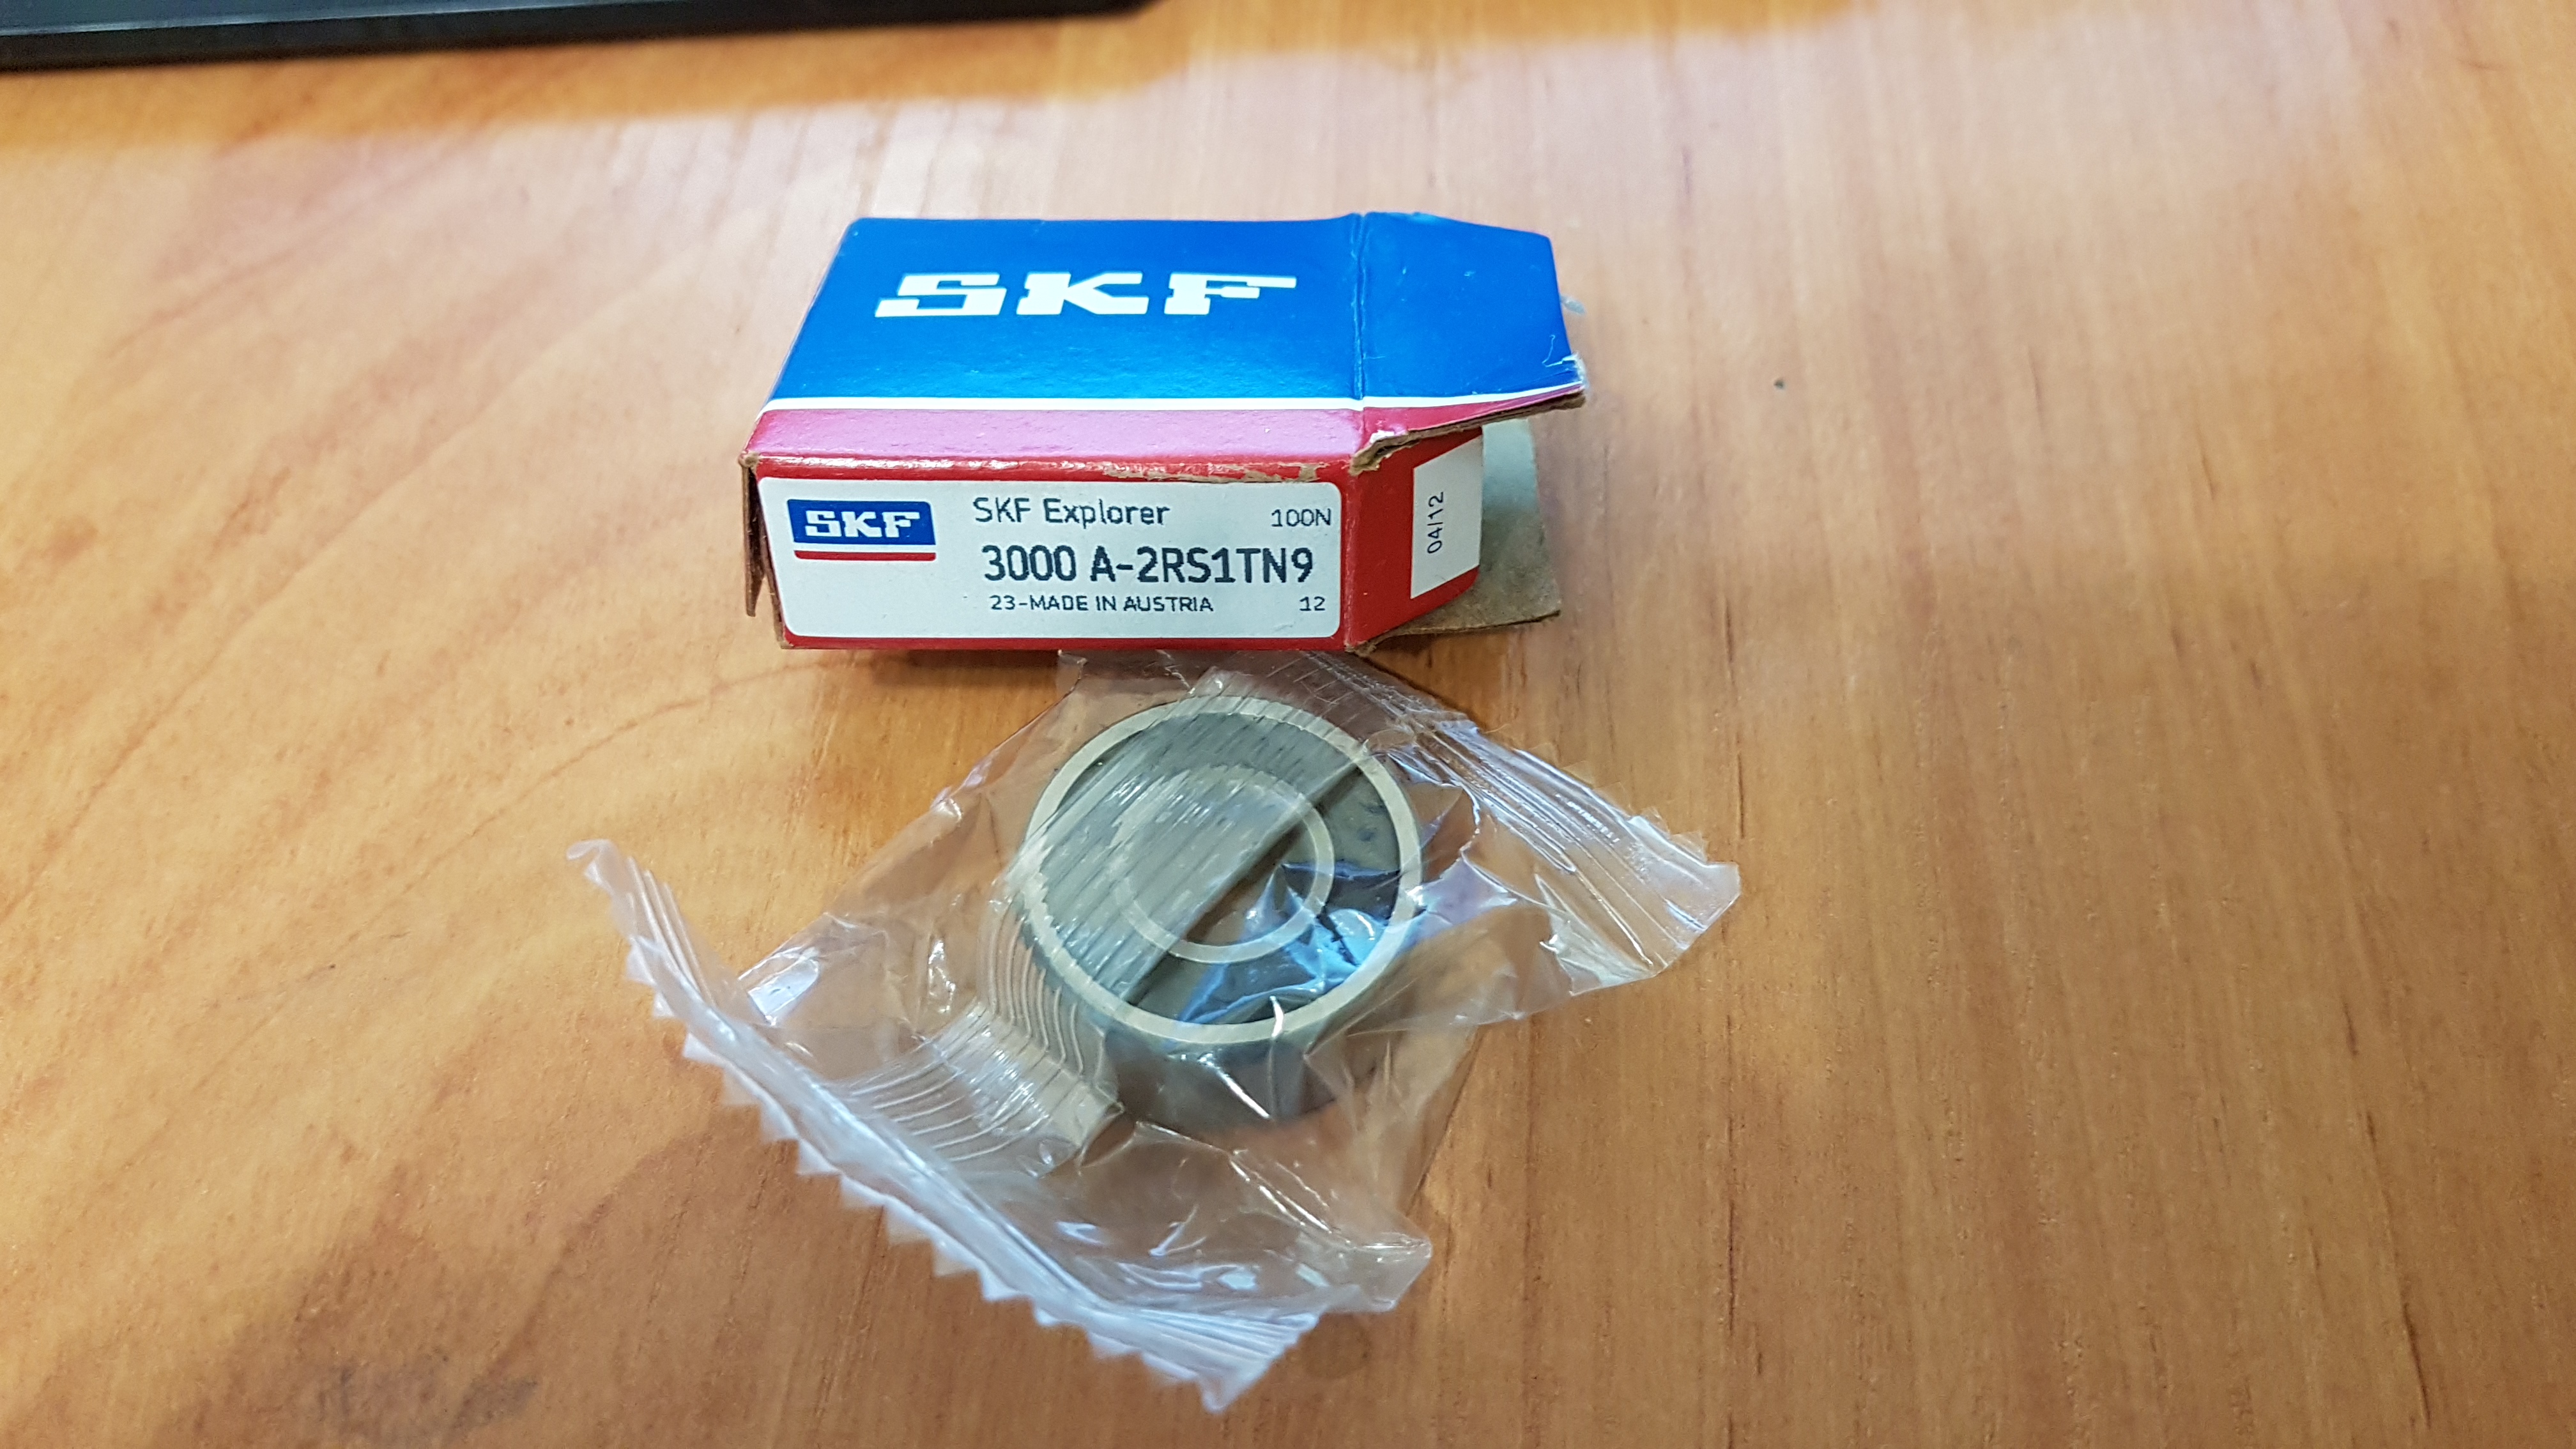 SKF
SKF
SKF Explorer
100N
3000 A-2RS1TN9
23-MADE IN AUSTRIA
12
04/12